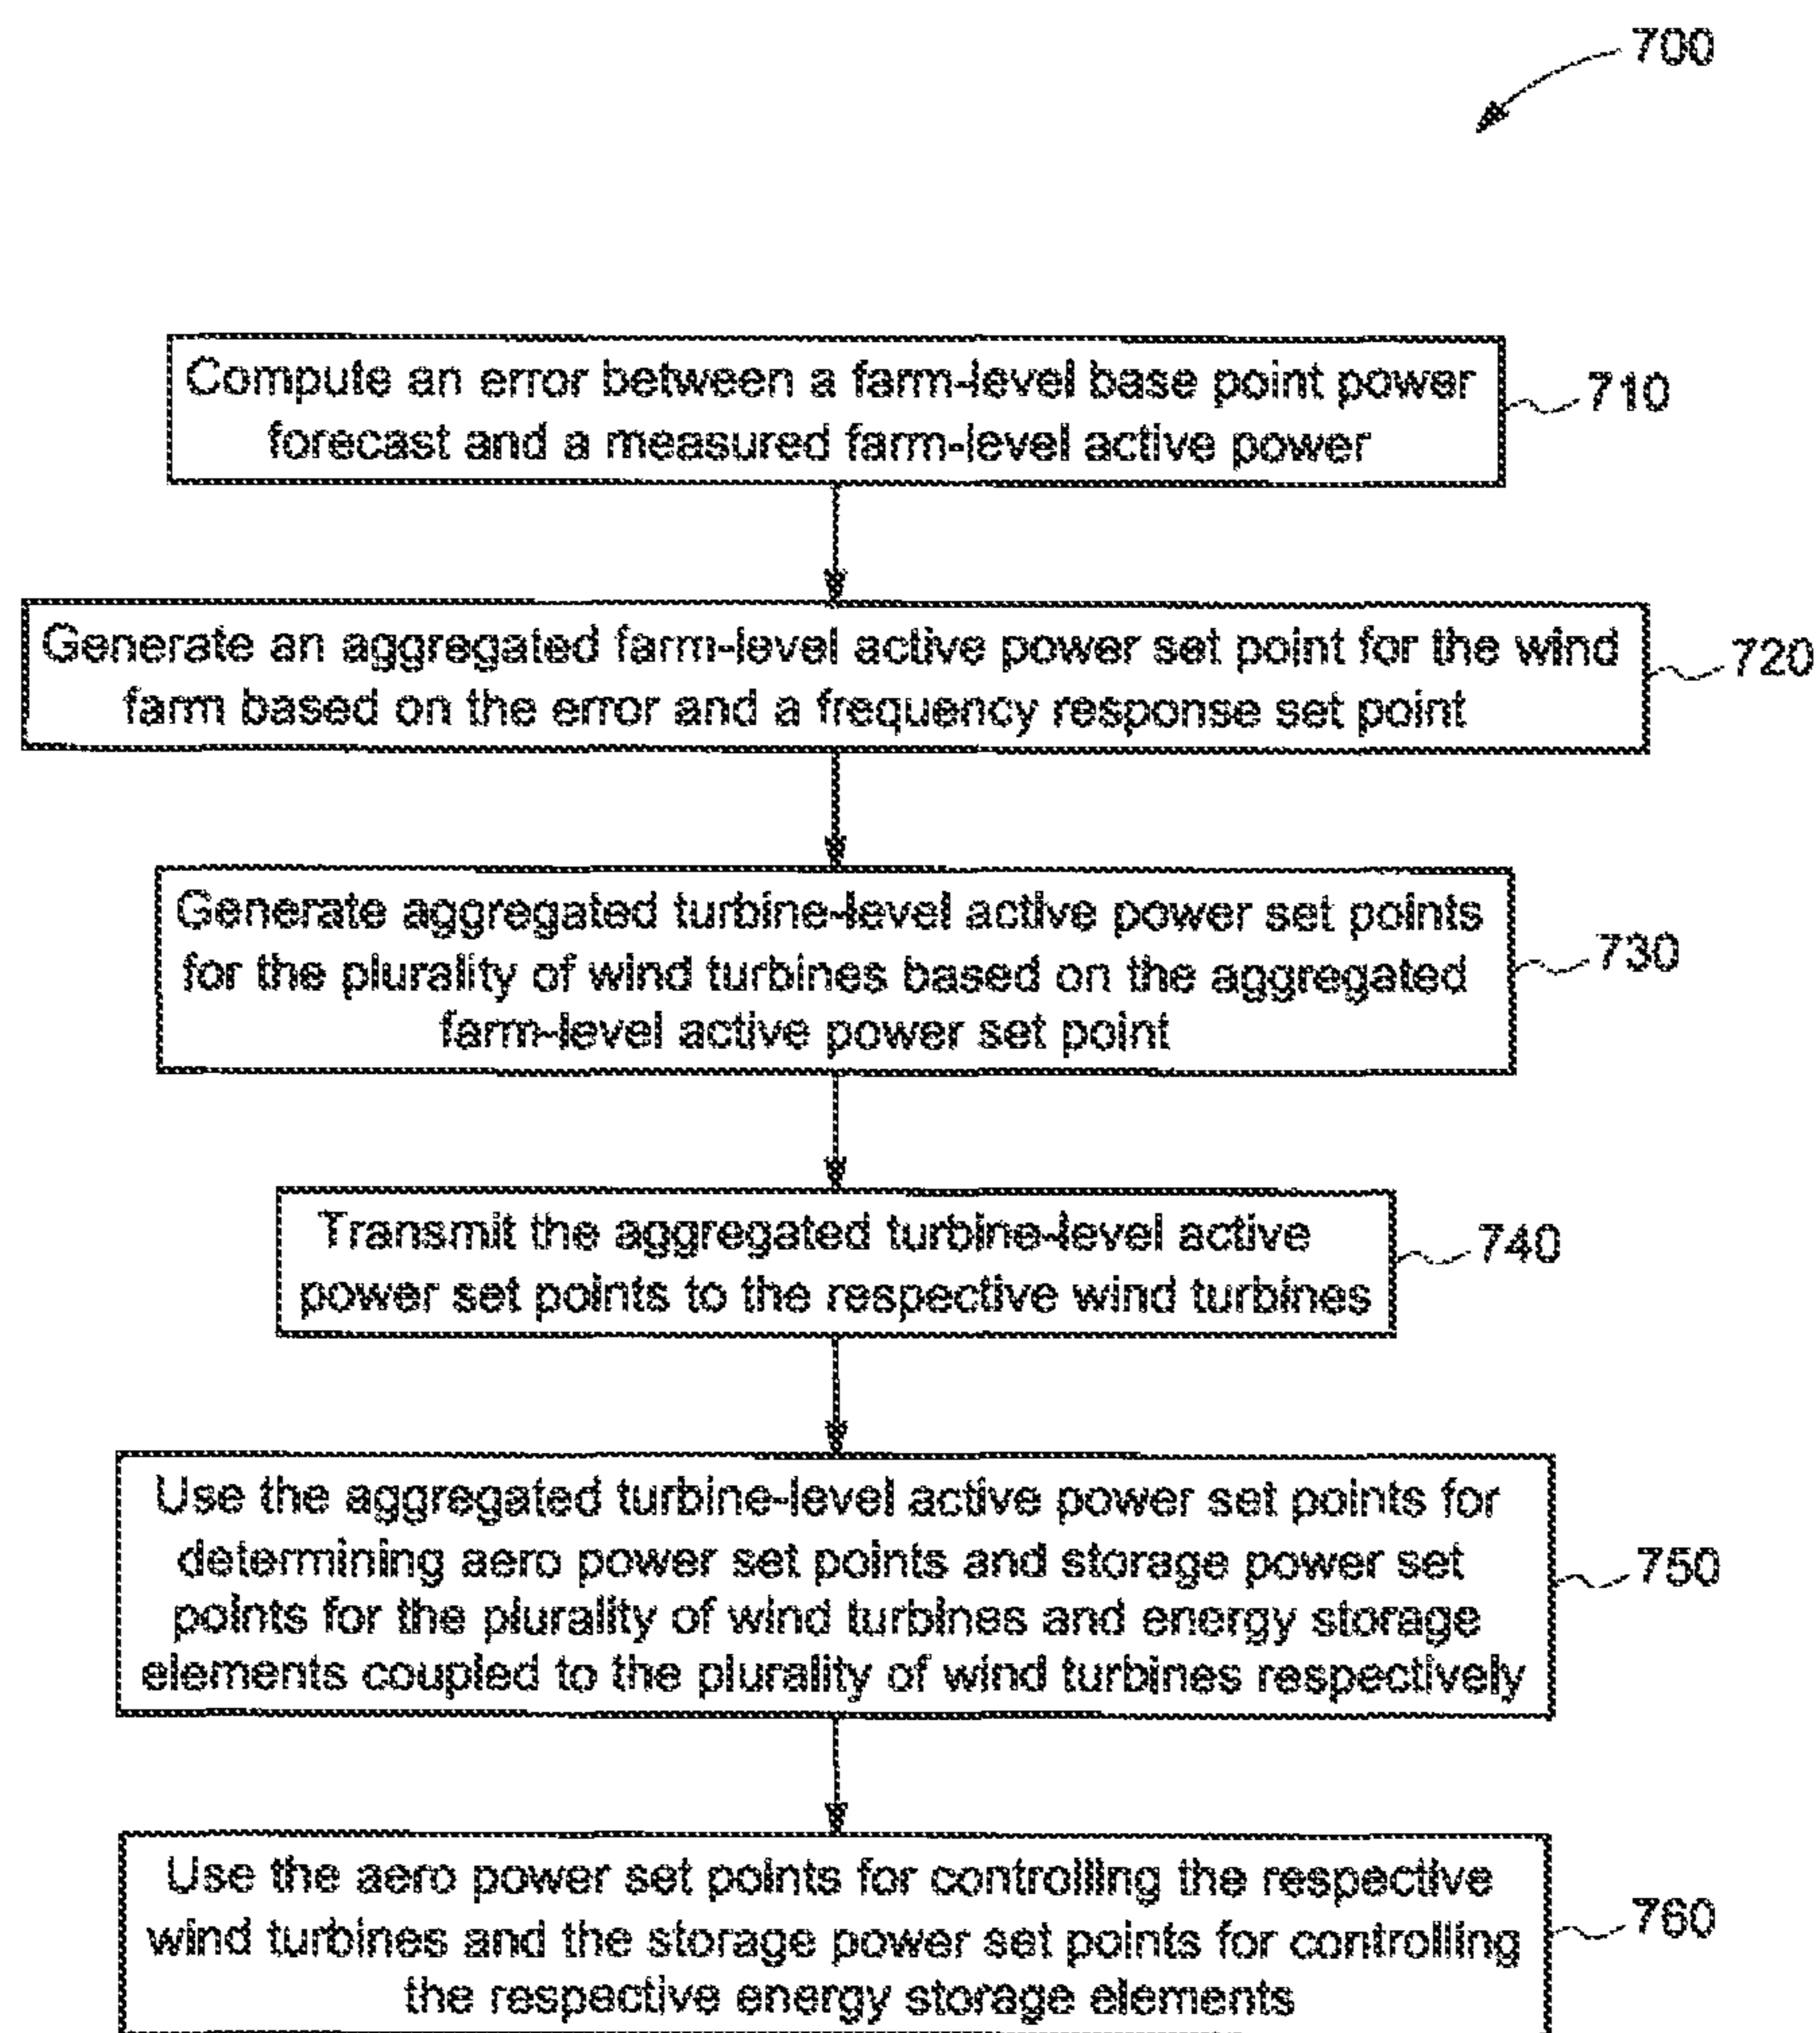 700
Compute an error between a farm-level base point power
forecast and a measured farm-level active power
710
Generate an aggregated farm-level active power set point for the wind
farm based on the error and a frequency response set point
720
Generate aggregated turbine-level active power set points
for the plurality of wind turbines based on the aggregated
farm-level active power set point
730
Transmit the aggregated turbine-level active
power set points to the respective wind turbines
740
Use the aggregated turbine-level active power set points for
determining aero power set points and storage power set
points for the plurality of wind turbines and energy storage
elements coupled to the plurality of wind turbines respectively
750
Use the aero power set points for controlling the respective
wind turbines and the storage power set points for controlling
the respective energy storage elements
760